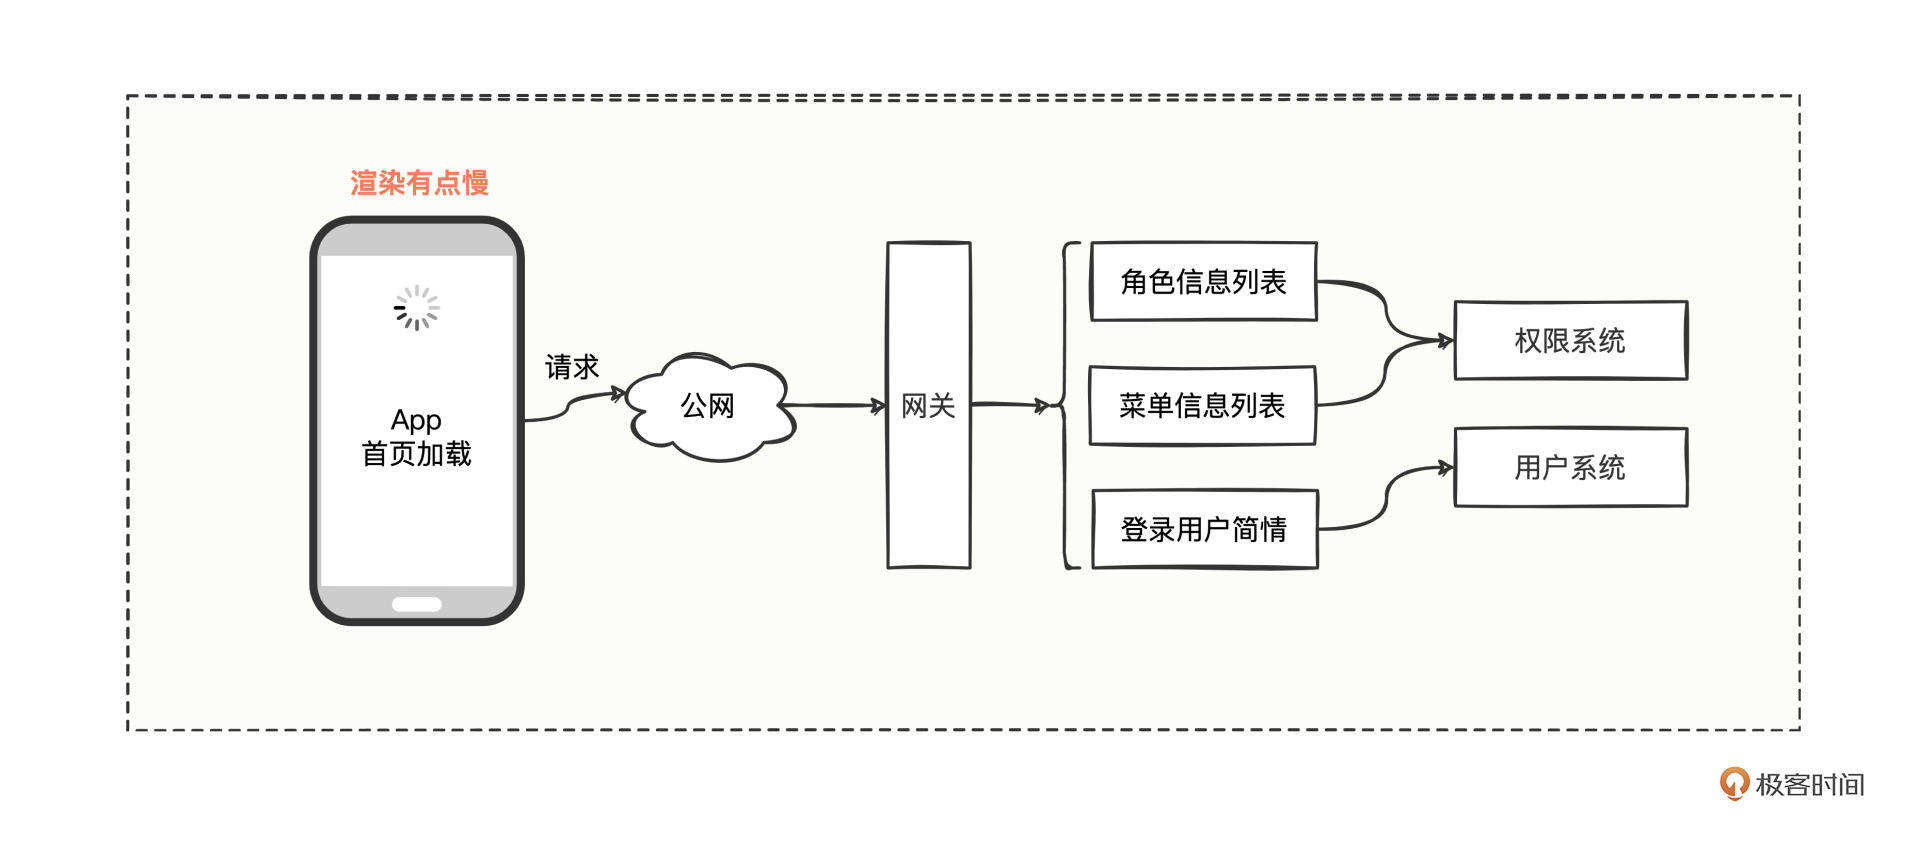 渲染有点慢
App
首页加载
请求
公网
网关
角色信息列表
菜单信息列表
登录用户简情
权限系统
用户系统
极客时间